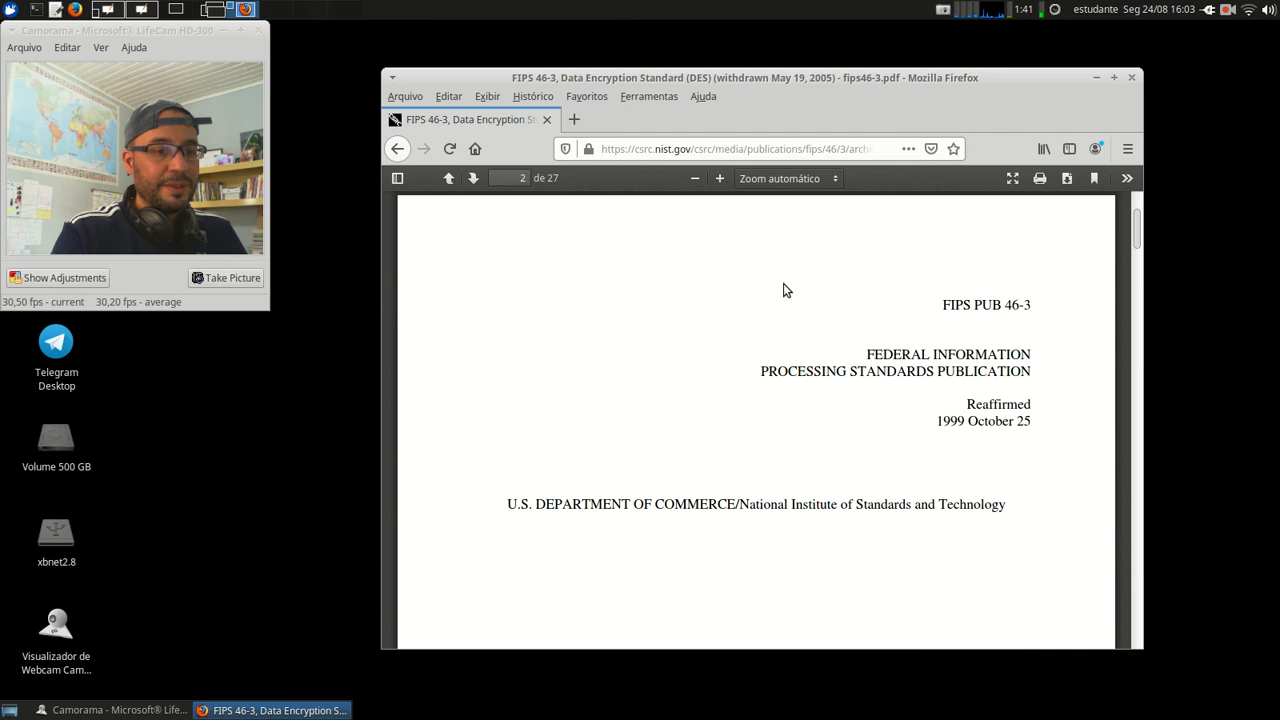 1:41
estudante Seg 24/08 16:03
Camorama - Microsoft® LifeCam HD-300
Arquivo Editar Ver Ajuda
Show Adjustments
Take Picture
30,50 fps - current 30,20 fps - average
Telegram
Desktop
Volume 500 GB
xbnet2.8
Visualizador de
Webcam Cam...
FIPS 46-3, Data Encryption Standard (DES) (withdrawn May 19, 2005) - fips46-3.pdf - Mozilla Firefox
Arquivo Editar Exibir Histórico Favoritos Ferramentas Ajuda
FIPS 46-3, Data Encryption St
https://csrc.nist.gov/csrc/media/publications/fips/46/3/archi
2 de 27
Zoom automático
FIPS PUB 46-3
FEDERAL INFORMATION
PROCESSING STANDARDS PUBLICATION
Reaffirmed
1999 October 25
U.S. DEPARTMENT OF COMMERCE/National Institute of Standards and Technology
Camorama - Microsoft® Life...
FIPS 46-3, Data Encryption S...